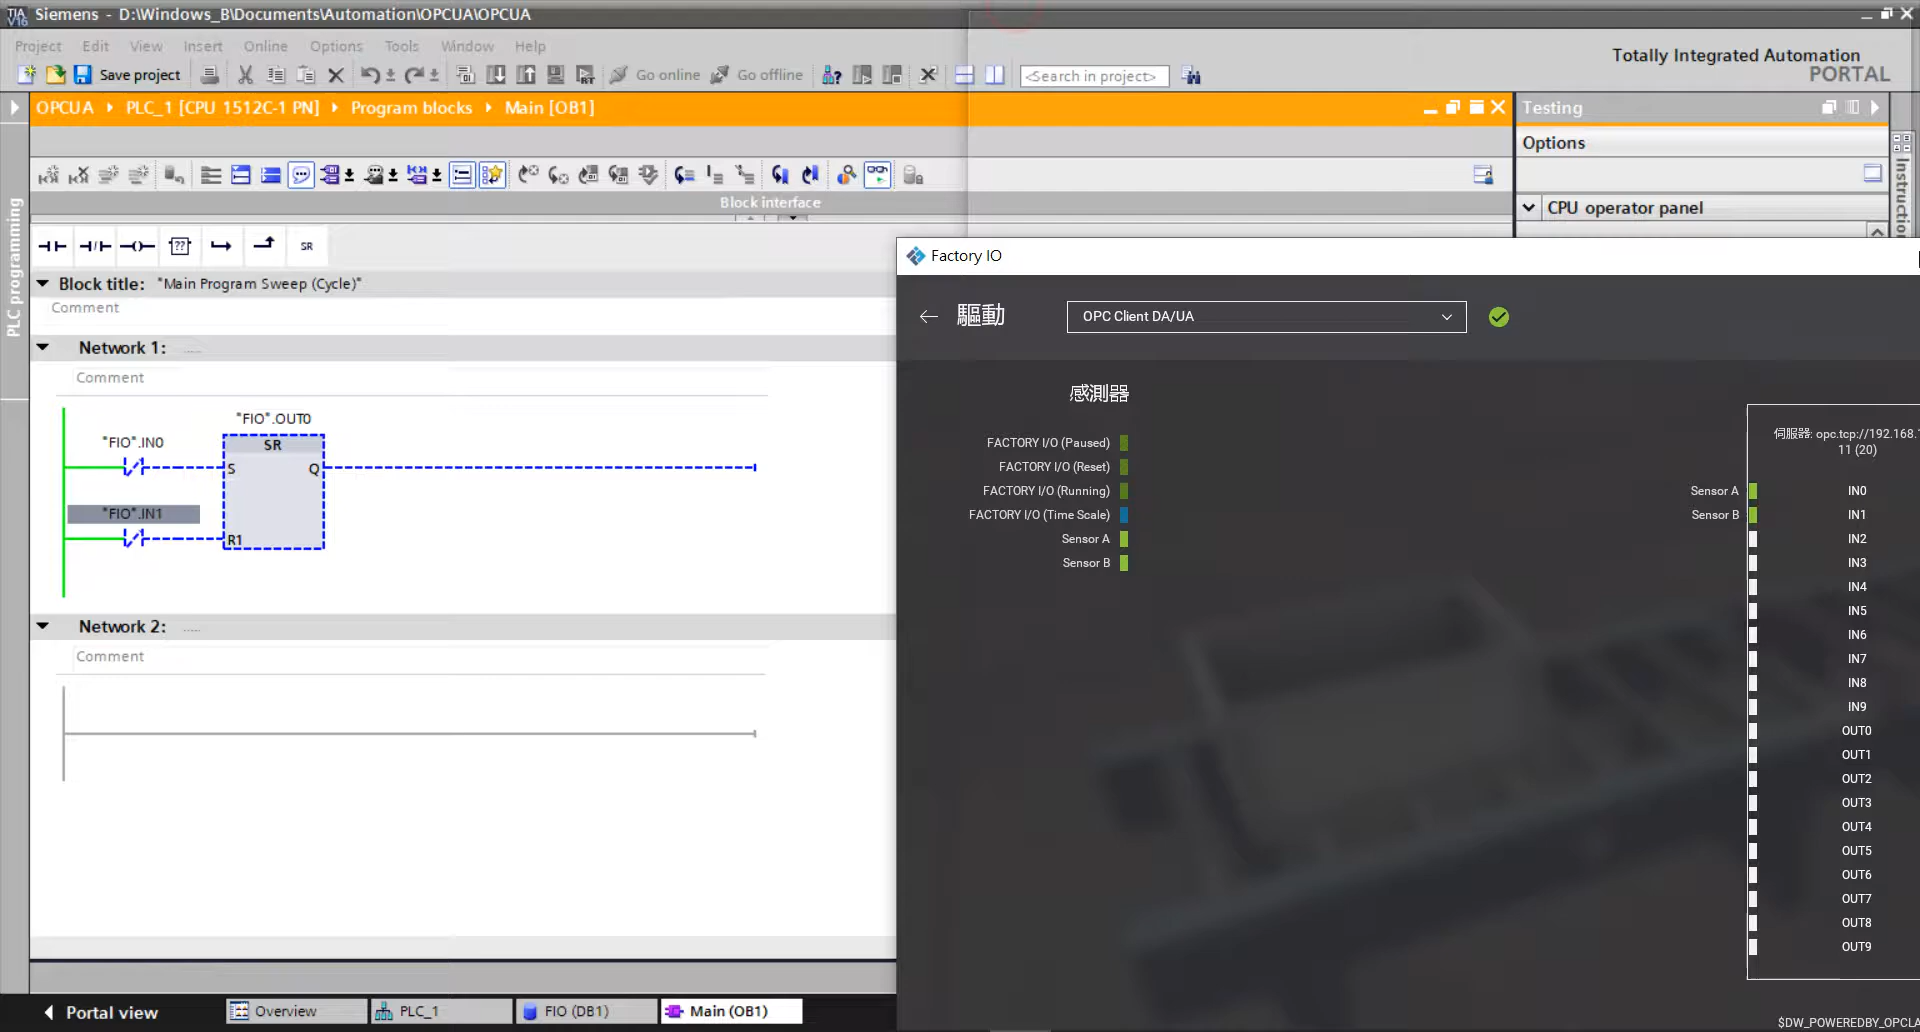 Siemens - D:\Windows_B\Documents\Automation\OPCUA\OPCUA
Project Edit View Insert Online Options Tools Window Help
Totally Integrated Automation
PORTAL
Save project
Go online
Go offline
<Search in project>
OPCUA PLC_1 [CPU 1512C-1 PN] Program blocks Main [OB1]
Testing
Options
CPU operator panel
PLC programming
Block interface
SR
Block title: "Main Program Sweep (Cycle)"
Comment
Network 1: .....
Comment
"FIO".OUT0
"FIO".IN0
SR
S
Q
"FIO".IN1
R1
Network 2: .....
Comment
Factory IO
驅動
OPC Client DA/UA
感測器
FACTORY I/O (Paused)
FACTORY I/O (Reset)
FACTORY I/O (Running)
FACTORY I/O (Time Scale)
Sensor A
Sensor B
伺服器: opc.tcp://192.168.
11 (20)
Sensor A IN0
Sensor B IN1
IN2
IN3
IN4
IN5
IN6
IN7
IN8
IN9
OUT0
OUT1
OUT2
OUT3
OUT4
OUT5
OUT6
OUT7
OUT8
OUT9
$DW_POWEREDBY_OPCLA
Portal view
Overview
PLC_1
FIO (DB1)
Main (OB1)